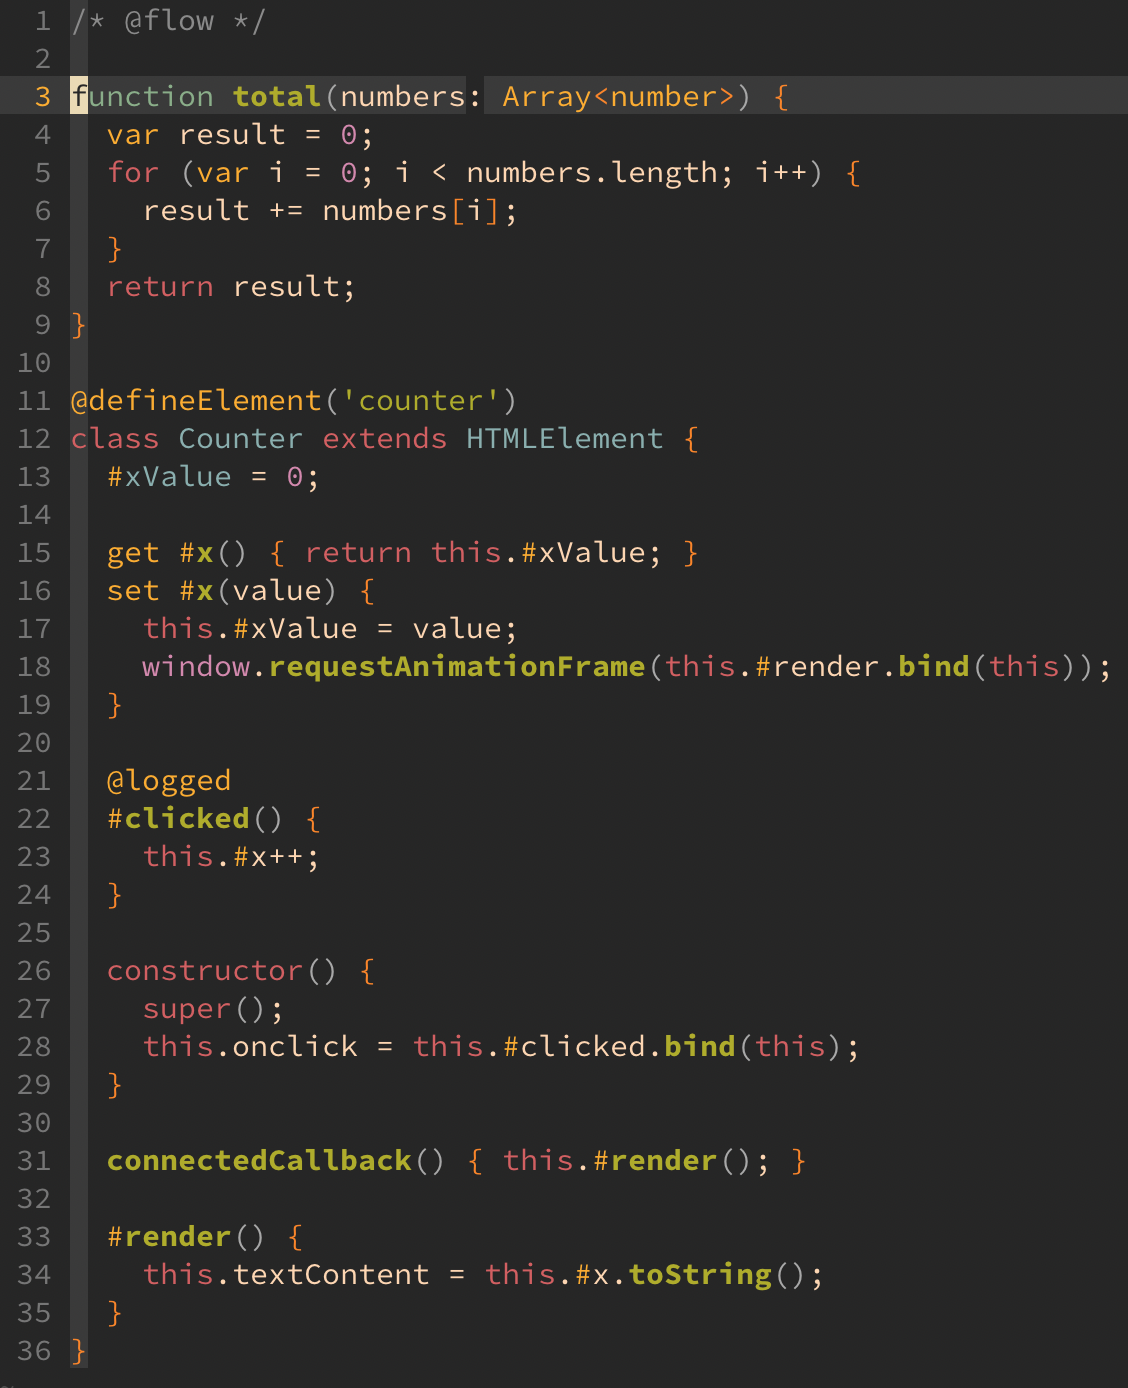 1 /* @flow */
2
3 function total(numbers: Array<number>) {
4   var result = 0;
5   for (var i = 0; i < numbers.length; i++) {
6     result += numbers[i];
7   }
8   return result;
9 }
10
11 @defineElement('counter')
12 class Counter extends HTMLElement {
13   #xValue = 0;
14
15   get #x() { return this.#xValue; }
16   set #x(value) {
17     this.#xValue = value;
18     window.requestAnimationFrame(this.#render.bind(this));
19   }
20
21   @logged
22   #clicked() {
23     this.#x++;
24   }
25
26   constructor() {
27     super();
28     this.onclick = this.#clicked.bind(this);
29   }
30
31   connectedCallback() { this.#render(); }
32
33   #render() {
34     this.textContent = this.#x.toString();
35   }
36 }